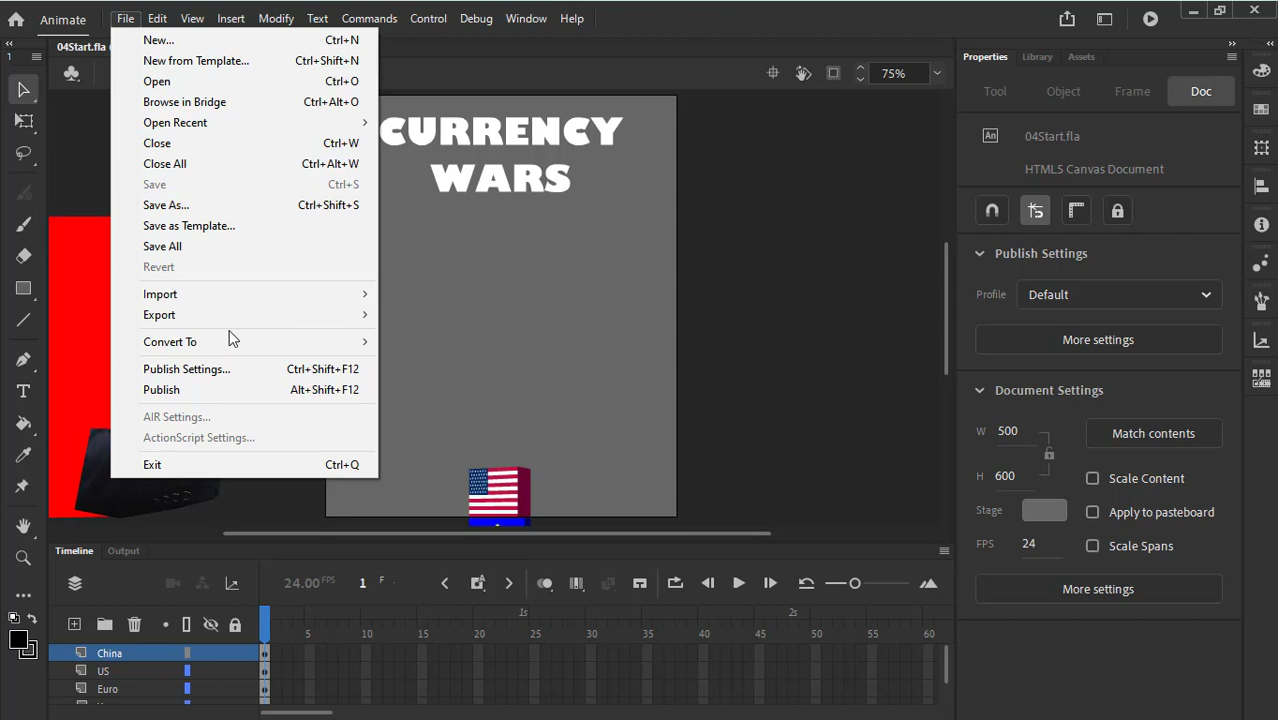 Animate File Edit View Insert Modify Text Commands Control Debug Window Help
04Start.fla
New... Ctrl+N
New from Template... Ctrl+Shift+N
Open Ctrl+O
Browse in Bridge Ctrl+Alt+O
Open Recent
Close Ctrl+W
Close All Ctrl+Alt+W
Save Ctrl+S
Save As... Ctrl+Shift+S
Save as Template...
Save All
Revert
Import
Export
Convert To
Publish Settings... Ctrl+Shift+F12
Publish Alt+Shift+F12
AIR Settings...
ActionScript Settings...
Exit Ctrl+Q
1
75%
CURRENCY
WARS
Properties Library Assets
Tool Object Frame Doc
An 04Start.fla
HTML5 Canvas Document
Publish Settings
Profile Default
More settings
Document Settings
W 500 Match contents
H 600 Scale Content
Stage Apply to pasteboard
FPS 24 Scale Spans
More settings
Timeline Output
24.00 FPS 1 F
1s 2s
5 10 15 20 25 30 35 40 45 50 55 60
China
US
Euro